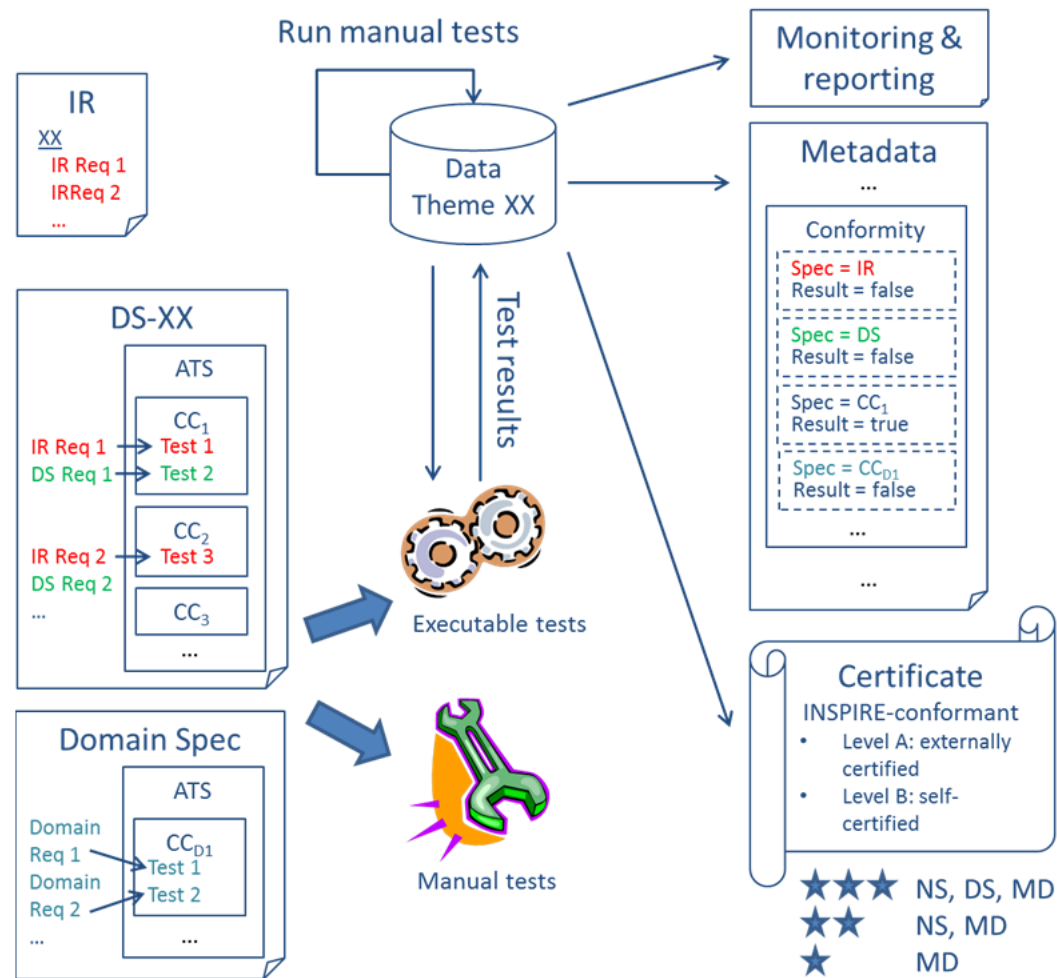 Run manual tests
IR
XX
IR Req 1
IRReq 2
...
Data
Theme XX
Monitoring &
reporting
Metadata
...
Conformity
Spec = IR
Result = false
Spec = DS
Result = false
Spec = CC1
Result = true
Spec = CCD1
Result = false
...
...
DS-XX
ATS
CC1
IR Req 1 Test 1
DS Req 1 Test 2
CC2
IR Req 2 Test 3
DS Req 2
...
CC3
...
Test results
Executable tests
Manual tests
Domain Spec
ATS
CCD1
Domain
Req 1
Test 1
Domain
Req 2
Test 2
...
...
Certificate
INSPIRE-conformant
• Level A: externally
certified
• Level B: self-
certified
NS, DS, MD
NS, MD
MD